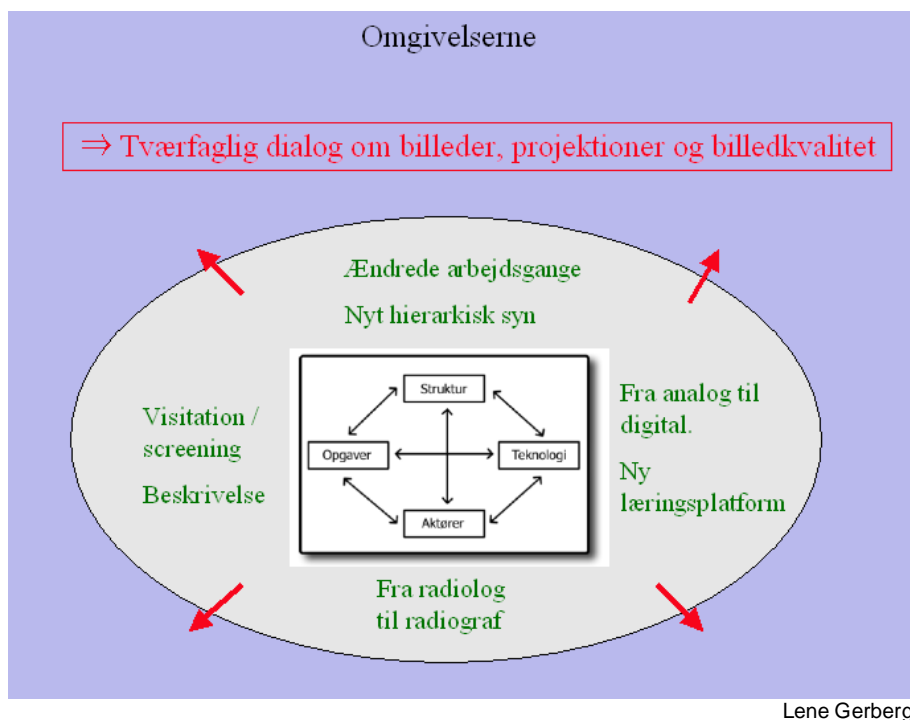 Omgivelserne
⇒ Tværfaglig dialog om billeder, projektioner og billedkvalitet
Ændrede arbejdsgange
Nyt hierarkisk syn
Visitation /
screening
Beskrivelse
Struktur
Opgaver
Teknologi
Aktører
Fra analog til
digital.
Ny
læringsplatform
Fra radiolog
til radiograf
Lene Gerberg